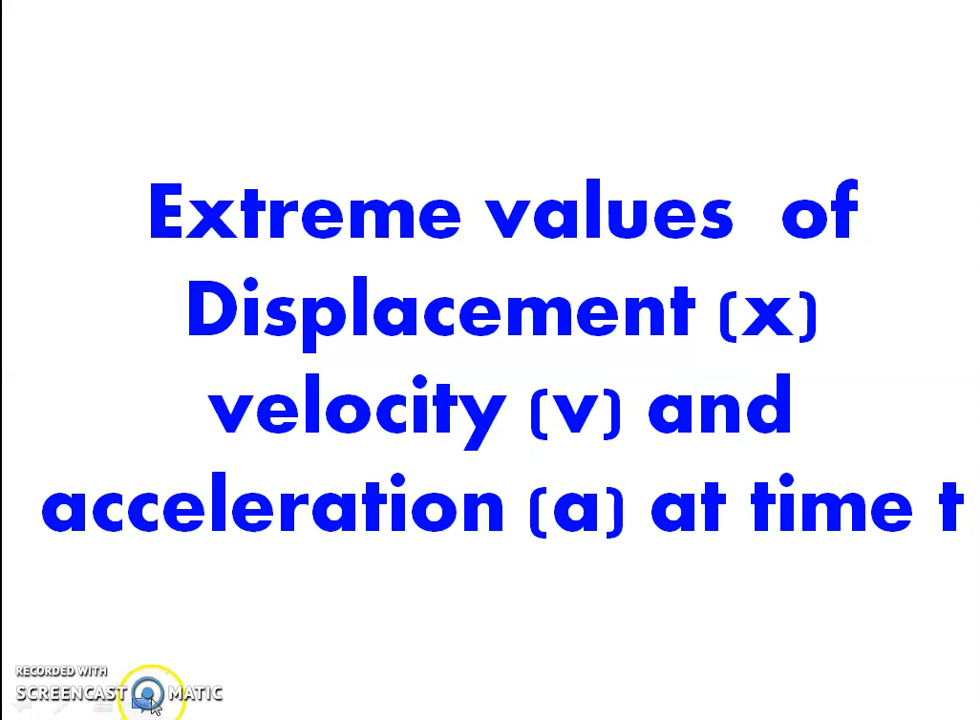 Extreme values of
Displacement (x)
velocity (v) and
acceleration (a) at time t
RECORDED WITH
SCREENCAST MATIC